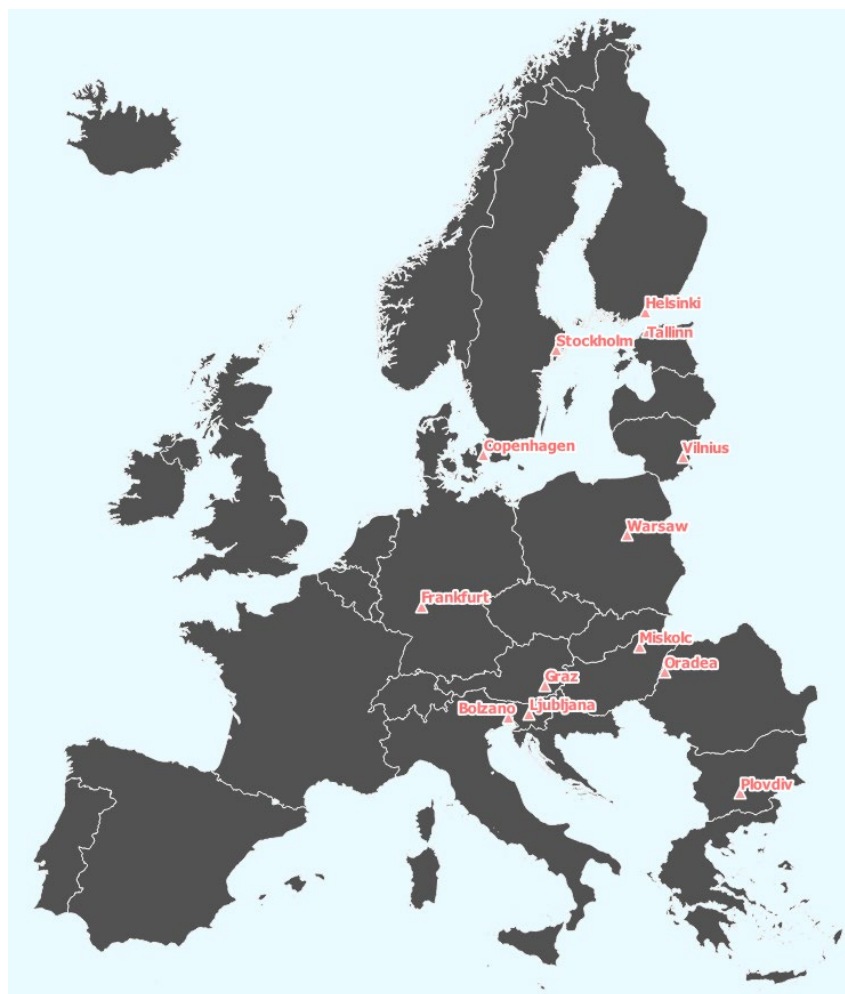 Helsinki
Tallinn
Stockholm
Copenhagen
Vilnius
Warsaw
Frankfurt
Miskolc
Oradea
Graz
Ljubljana
Bolzano
Plovdiv